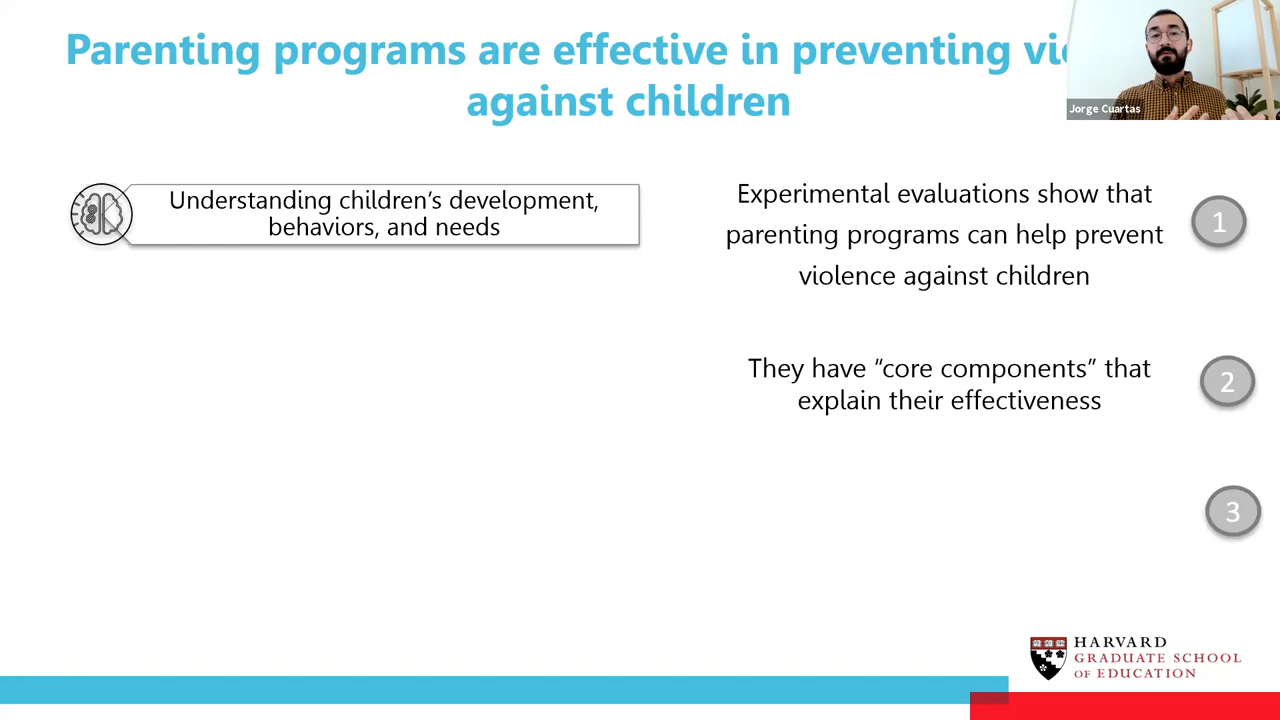 Parenting programs are effective in preventing
against children
Jorge Cuartas
Understanding children's development,
behaviors, and needs
Experimental evaluations show that
parenting programs can help prevent
violence against children
1
They have “core components” that
explain their effectiveness
2
3
HARVARD
GRADUATE SCHOOL
OF EDUCATION